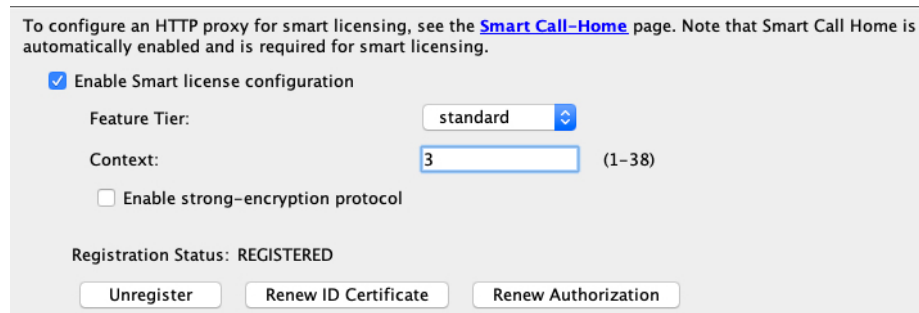 To configure an HTTP proxy for smart licensing, see the Smart Call-Home page. Note that Smart Call Home is
automatically enabled and is required for smart licensing.
Enable Smart license configuration
Feature Tier: standard
Context: 3 (1-38)
Enable strong-encryption protocol
Registration Status: REGISTERED
Unregister Renew ID Certificate Renew Authorization